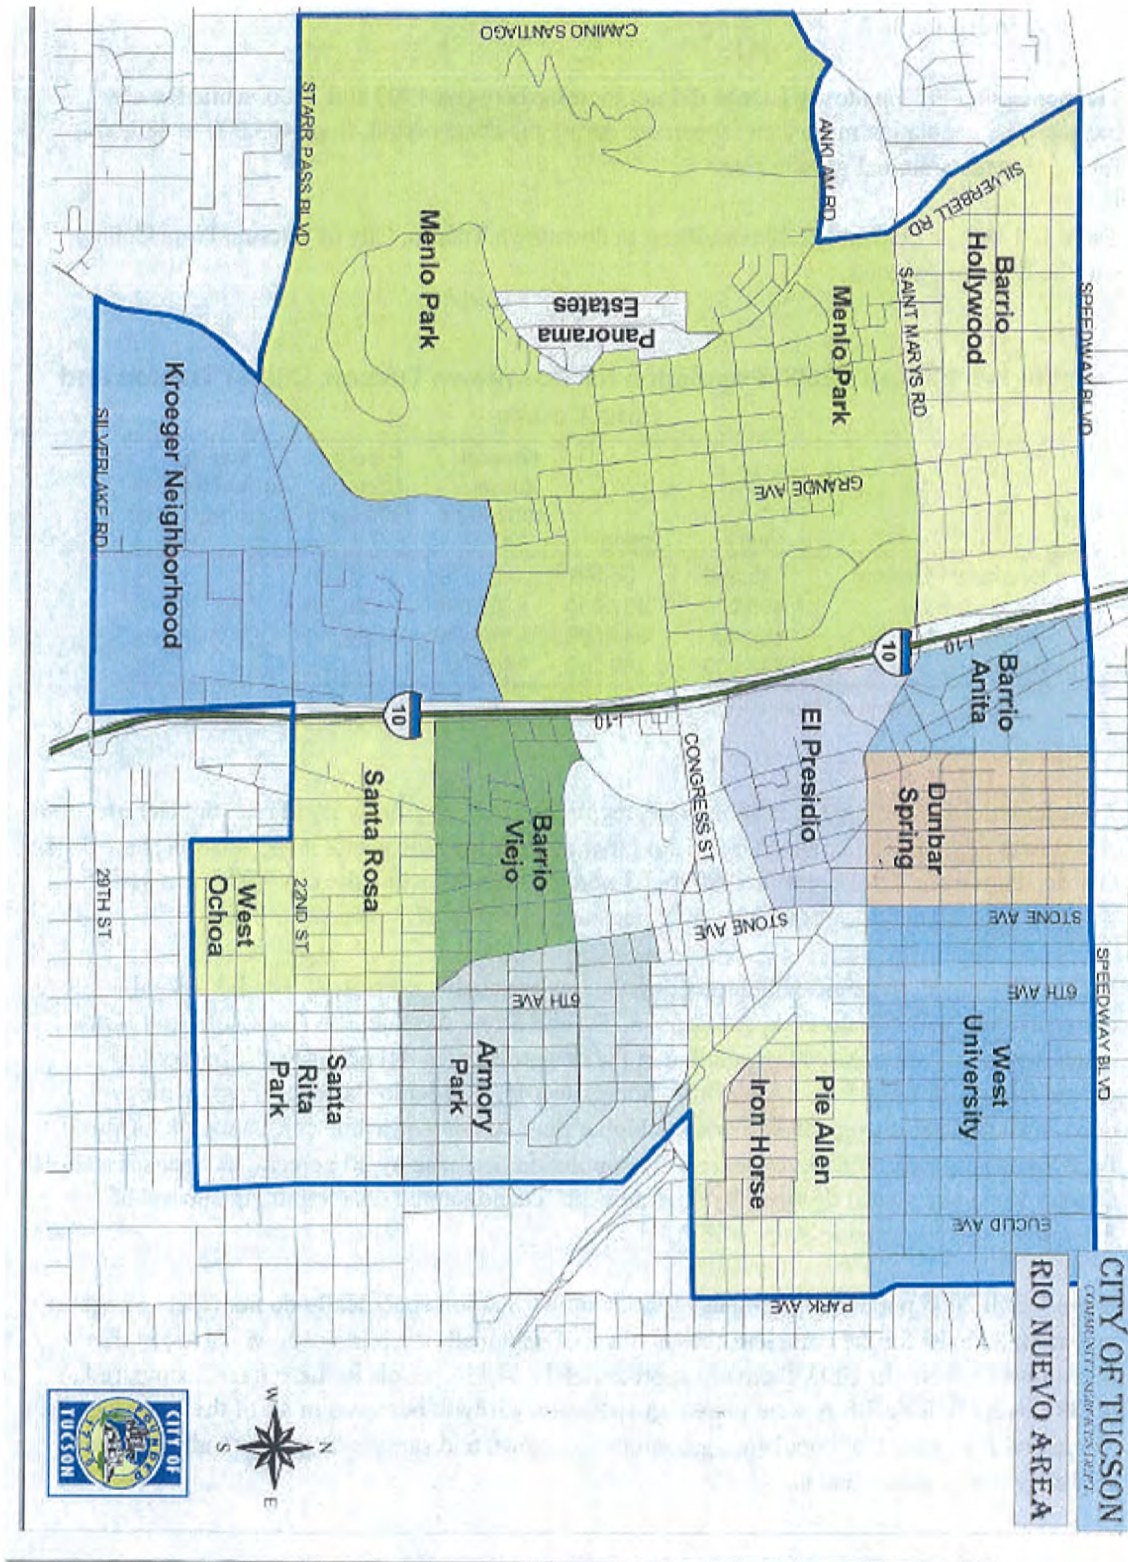 CITY OF TUCSON
RIO NUEVO AREA
SPEEDWAY BLVD
SPEEDWAY BLVD
SILVERBELL RD
Barrio
Hollywood
SAINT MARYS RD
ANKLAM RD
CAMINO SANTIAGO
Menlo Park
GRANDE AVE
Panorama
Estates
Menlo Park
STARR PASS BLVD
Kroeger Neighborhood
SILVERLAKE RD
I-10
10
Barrio
Anita
Dunbar
Spring
El Presidio
CONGRESS ST
I-10
10
STONE AVE
STONE AVE
6TH AVE
6TH AVE
West
University
EUCLID AVE
PARK AVE
Pie Allen
Iron Horse
Barrio
Viejo
Armory
Park
Santa Rosa
22ND ST
West
Ochoa
29TH ST
Santa
Rita
Park
N
W
E
S
CITY OF
FOUNDED
TUCSON